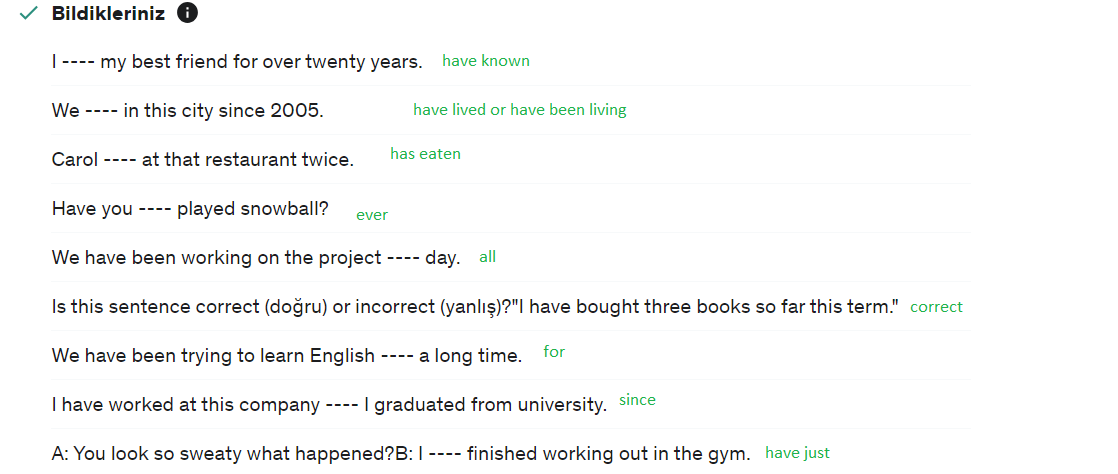 Bildikleriniz
I ---- my best friend for over twenty years. have known
We ---- in this city since 2005. have lived or have been living
Carol ---- at that restaurant twice. has eaten
Have you ---- played snowball? ever
We have been working on the project ---- day. all
Is this sentence correct (doğru) or incorrect (yanlış)?"I have bought three books so far this term." correct
We have been trying to learn English ---- a long time. for
I have worked at this company ---- I graduated from university. since
A: You look so sweaty what happened?B: I ---- finished working out in the gym. have just